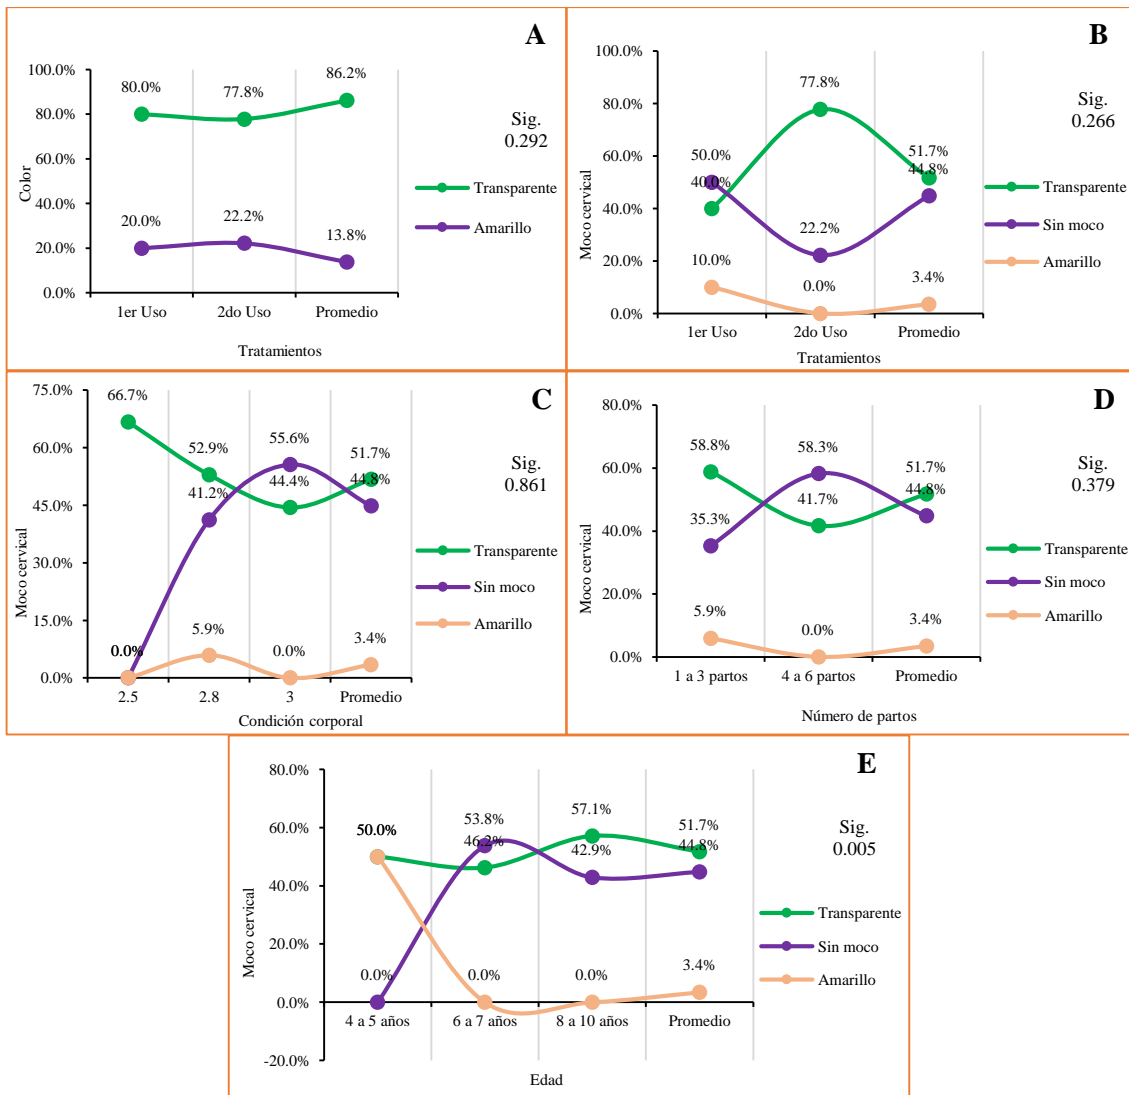 A
100.0%
80.0%
60.0%
40.0%
20.0%
0.0%
Color
80.0%
77.8%
86.2%
20.0%
22.2%
13.8%
1er Uso
2do Uso
Promedio
Tratamientos
Sig.
0.292
Transparente
Amarillo
B
100.0%
80.0%
60.0%
40.0%
20.0%
0.0%
Moco cervical
50.0%
40.0%
10.0%
77.8%
22.2%
0.0%
51.7%
44.8%
3.4%
1er Uso
2do Uso
Promedio
Tratamientos
Sig.
0.266
Transparente
Sin moco
Amarillo
C
75.0%
60.0%
45.0%
30.0%
15.0%
0.0%
Moco cervical
66.7%
0.0%
0.0%
52.9%
41.2%
5.9%
55.6%
44.4%
0.0%
51.7%
44.8%
3.4%
2.5
2.8
3
Promedio
Condición corporal
Sig.
0.861
Transparente
Sin moco
Amarillo
D
80.0%
60.0%
40.0%
20.0%
0.0%
Moco cervical
58.8%
35.3%
5.9%
58.3%
41.7%
0.0%
51.7%
44.8%
3.4%
1 a 3 partos
4 a 6 partos
Promedio
Número de partos
Sig.
0.379
Transparente
Sin moco
Amarillo
E
80.0%
60.0%
40.0%
20.0%
0.0%
-20.0%
Moco cervical
50.0%
50.0%
0.0%
53.8%
46.2%
0.0%
57.1%
42.9%
0.0%
51.7%
44.8%
3.4%
4 a 5 años
6 a 7 años
8 a 10 años
Promedio
Edad
Sig.
0.005
Transparente
Sin moco
Amarillo